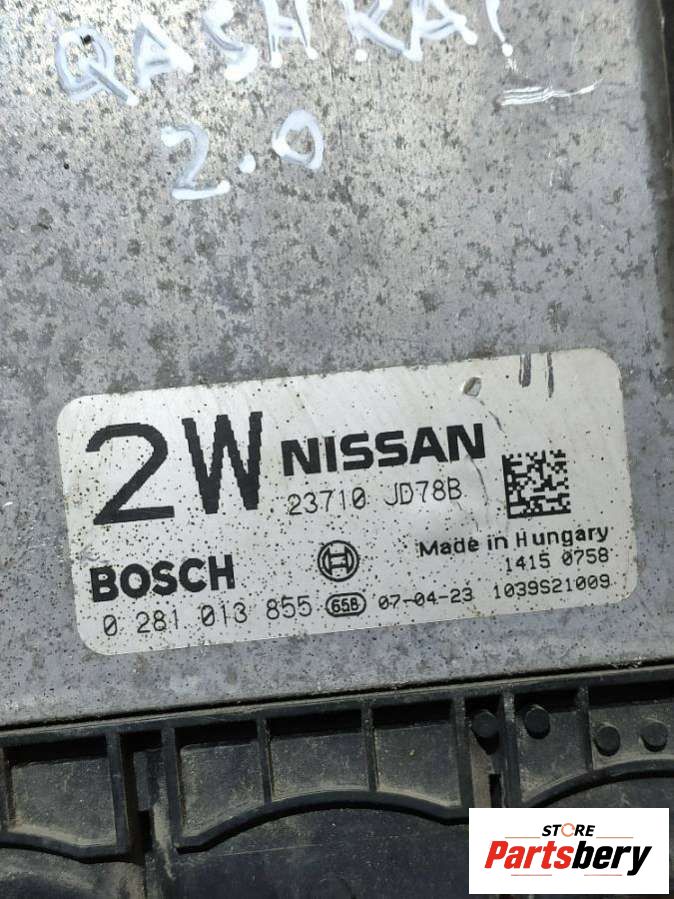 QASHKAI
2.0
2W NISSAN
23710 JD78B
Made in Hungary
BOSCH
1415 0758
0 281 013 855 658 07-04-23 1039S21009
STORE
Partsbery